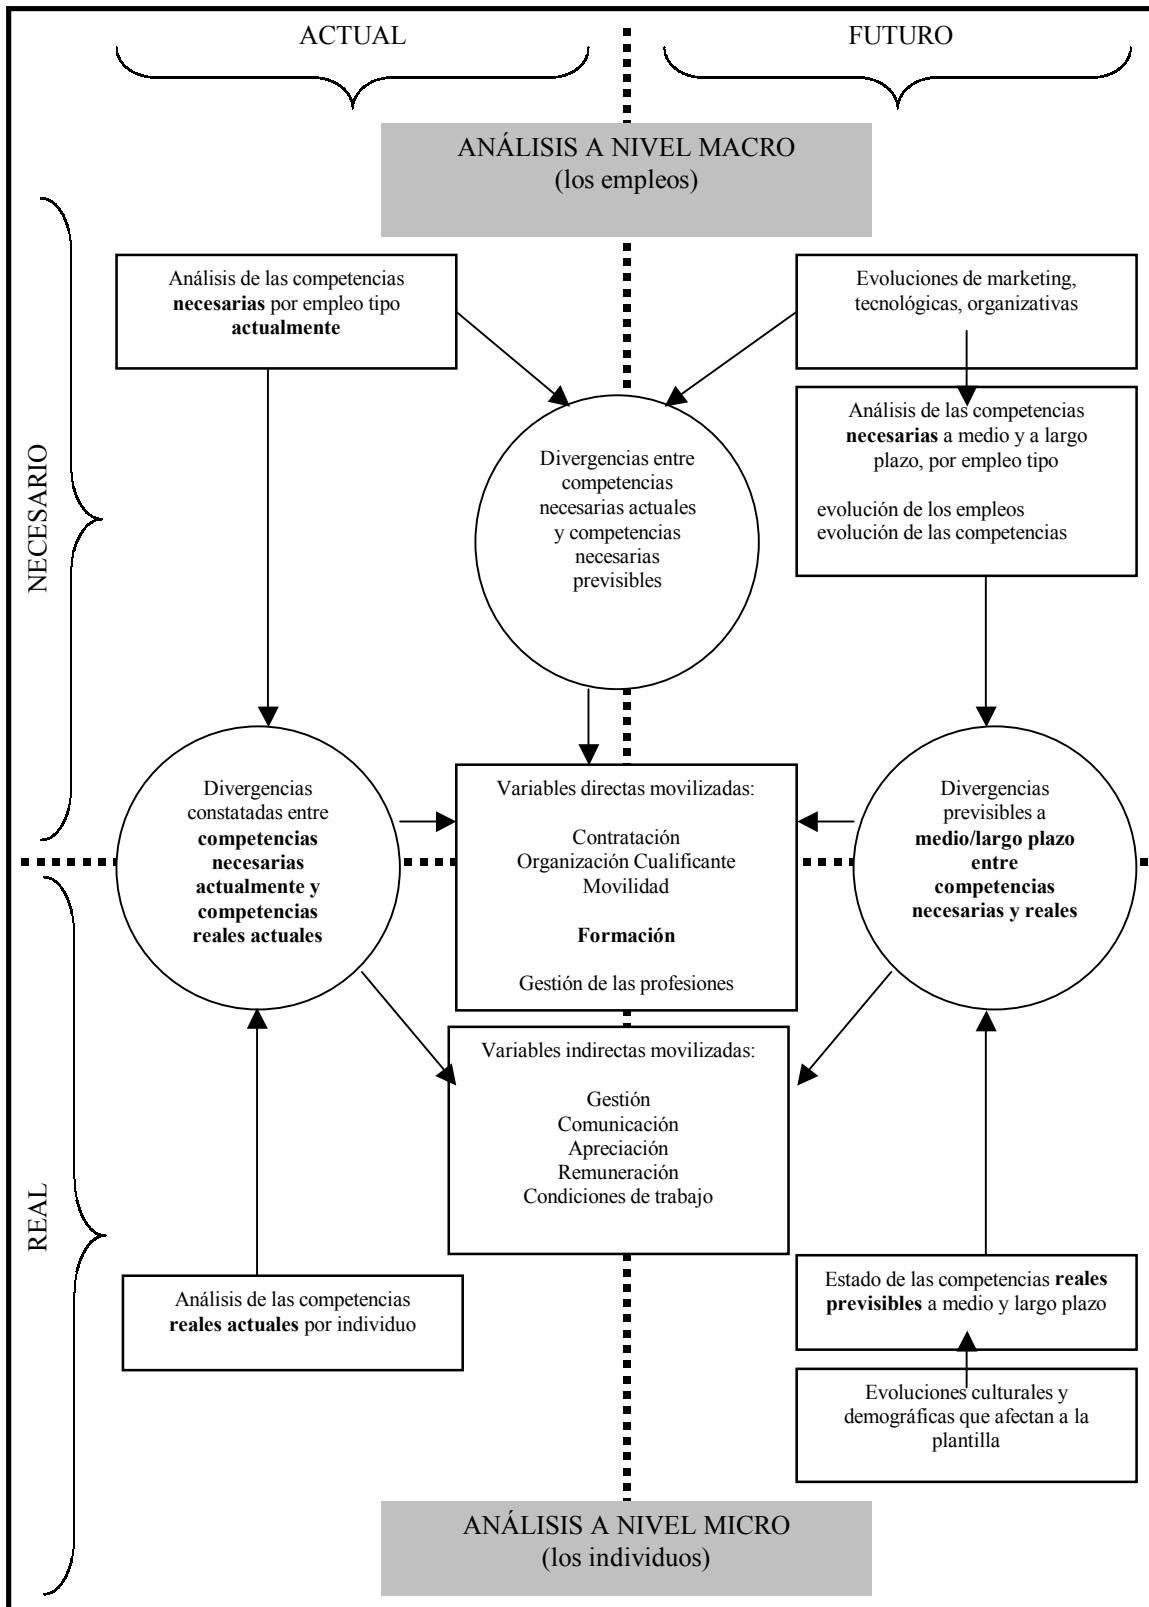 ACTUAL
FUTURO
ANÁLISIS A NIVEL MACRO
(los empleos)
NECESARIO
Análisis de las competencias
necesarias por empleo tipo
actualmente
Evoluciones de marketing,
tecnológicas, organizativas
Divergencias entre
competencias
necesarias actuales
y competencias
necesarias
previsibles
Análisis de las competencias
necesarias a medio y a largo
plazo, por empleo tipo
evolución de los empleos
evolución de las competencias
Divergencias
constatadas entre
competencias
necesarias
actualmente y
competencias
reales actuales
Variables directas movilizadas:
Contratación
Organización Cualificante
Movilidad
Formación
Gestión de las profesiones
Divergencias
previsibles a
medio/largo plazo
entre
competencias
necesarias y reales
REAL
Variables indirectas movilizadas:
Gestión
Comunicación
Apreciación
Remuneración
Condiciones de trabajo
Análisis de las competencias
reales actuales por individuo
Estado de las competencias reales
previsibles a medio y largo plazo
Evoluciones culturales y
demográficas que afectan a la
plantilla
ANÁLISIS A NIVEL MICRO
(los individuos)